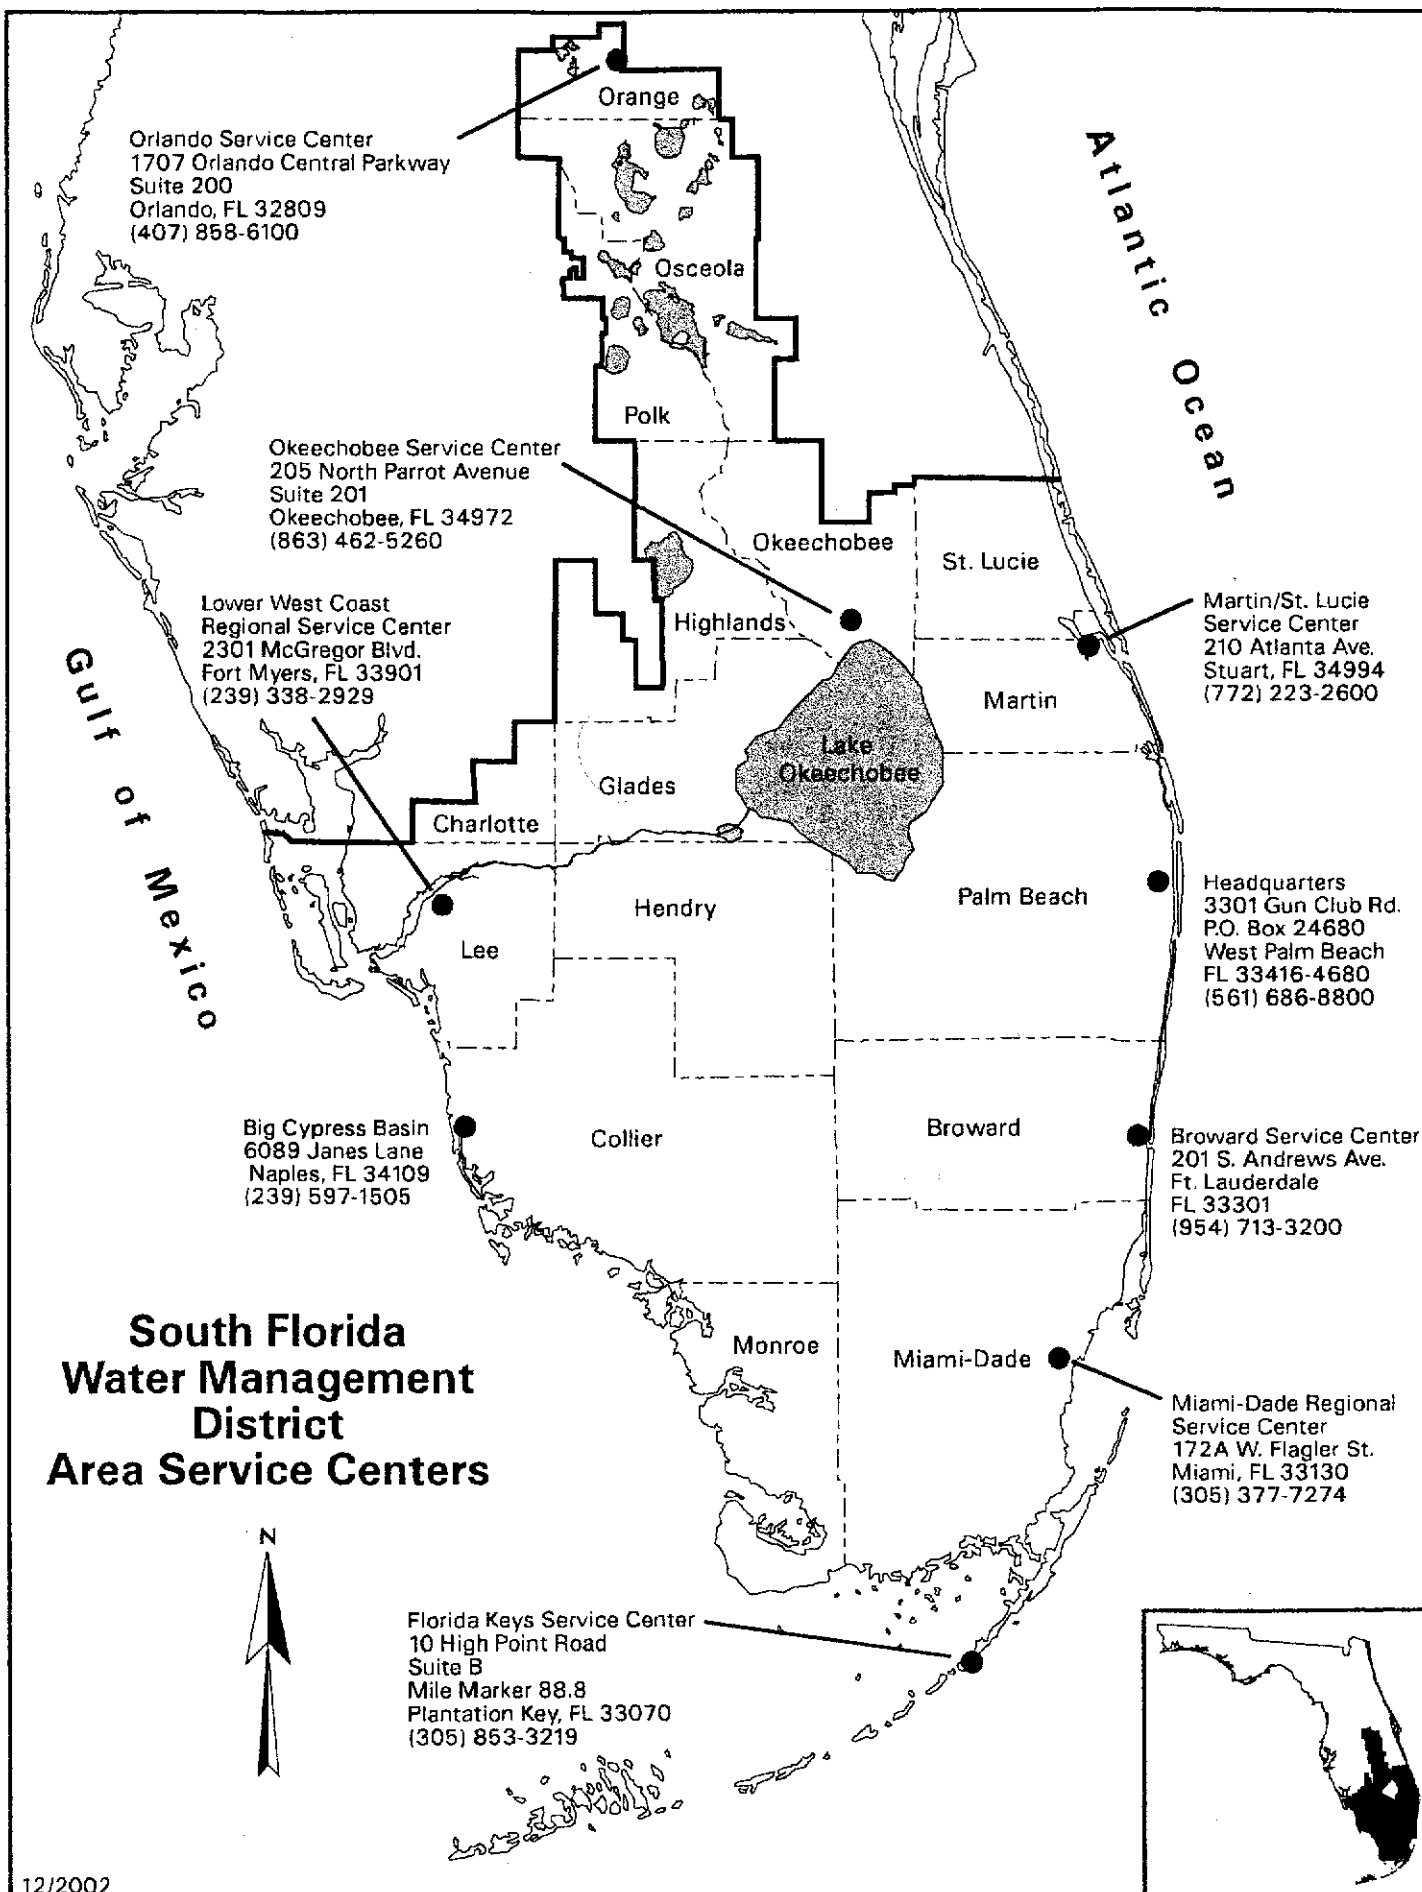 Orange
Orlando Service Center
1707 Orlando Central Parkway
Suite 200
Orlando, FL 32809
(407) 858-6100
Atlantic Ocean
Osceola
Polk
Okeechobee Service Center
205 North Parrot Avenue
Suite 201
Okeechobee, FL 34972
(863) 462-5260
Okeechobee
St. Lucie
Lower West Coast
Regional Service Center
2301 McGregor Blvd.
Fort Myers, FL 33901
(239) 338-2929
Highlands
Martin/St. Lucie
Service Center
210 Atlanta Ave.
Stuart, FL 34994
(772) 223-2600
Gulf of Mexico
Martin
Lake
Okeechobee
Glades
Charlotte
Hendry
Palm Beach
Headquarters
3301 Gun Club Rd.
P.O. Box 24680
West Palm Beach
FL 33416-4680
(561) 686-8800
Lee
Big Cypress Basin
6089 Janes Lane
Naples, FL 34109
(239) 597-1505
Collier
Broward
Broward Service Center
201 S. Andrews Ave.
Ft. Lauderdale
FL 33301
(954) 713-3200
South Florida
Water Management
District
Area Service Centers
Monroe
Miami-Dade
Miami-Dade Regional
Service Center
172A W. Flagler St.
Miami, FL 33130
(305) 377-7274
N
Florida Keys Service Center
10 High Point Road
Suite B
Mile Marker 88.8
Plantation Key, FL 33070
(305) 853-3219
12/2002